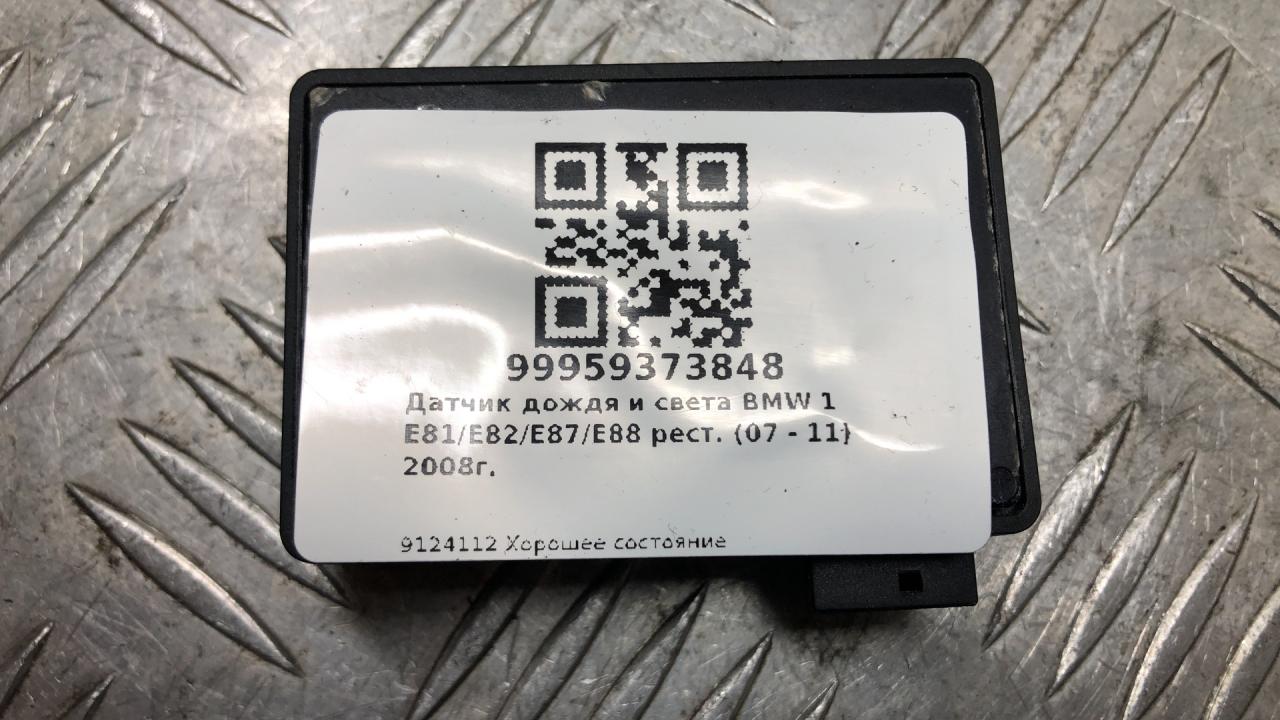 99959373848
Датчик дождя и света BMW 1
E81/E82/E87/E88 рест. (07 - 11)
2008г.
9124112 Хорошее состояние